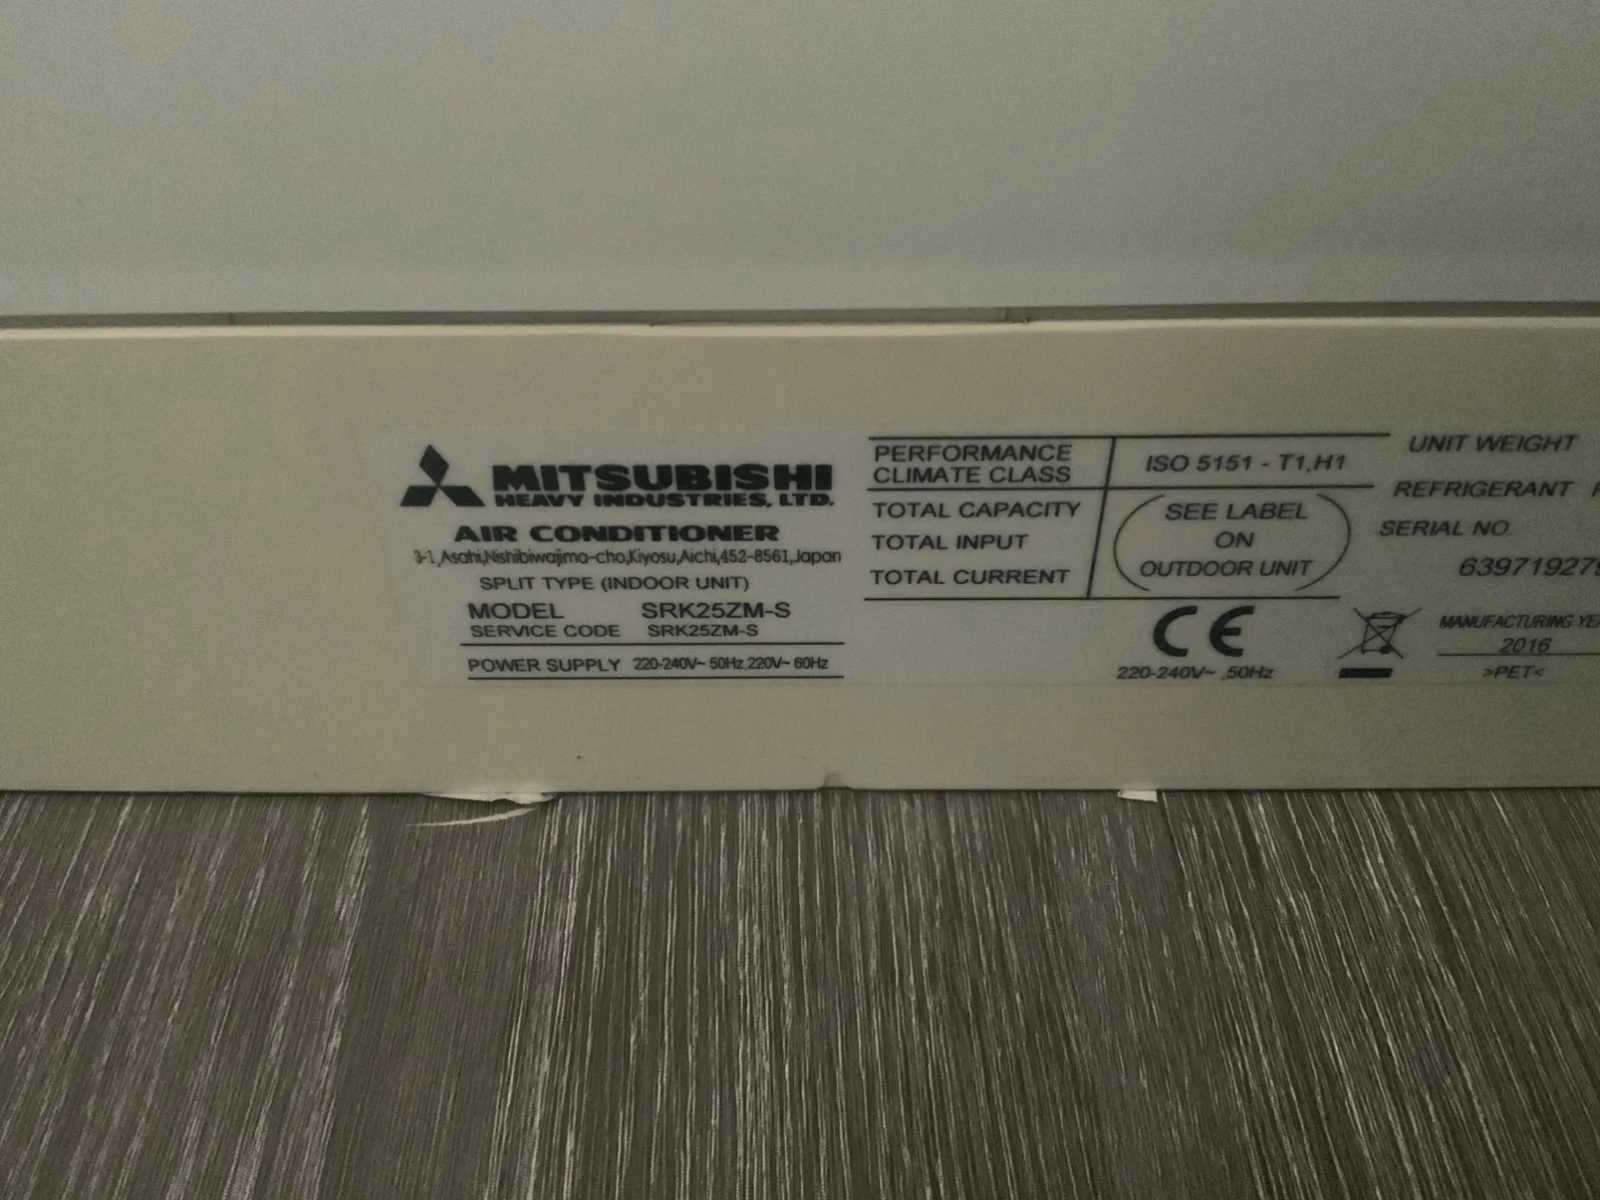 MITSUBISHI
HEAVY INDUSTRIES, LTD.
AIR CONDITIONER
3-1,Asahi,Nishibiwajima-cho,Kiyosu,Aichi,452-8561,Japan
SPLIT TYPE (INDOOR UNIT)
MODEL SRK25ZM-S
SERVICE CODE SRK25ZM-S
POWER SUPPLY 220-240V~ 50Hz,220V~ 60Hz
PERFORMANCE
CLIMATE CLASS
ISO 5151 - T1,H1
TOTAL CAPACITY
TOTAL INPUT
TOTAL CURRENT
SEE LABEL
ON
OUTDOOR UNIT
CE
220-240V~ ,50Hz
UNIT WEIGHT
REFRIGERANT
SERIAL NO
63971927
MANUFACTURING YE
2016
>PET<